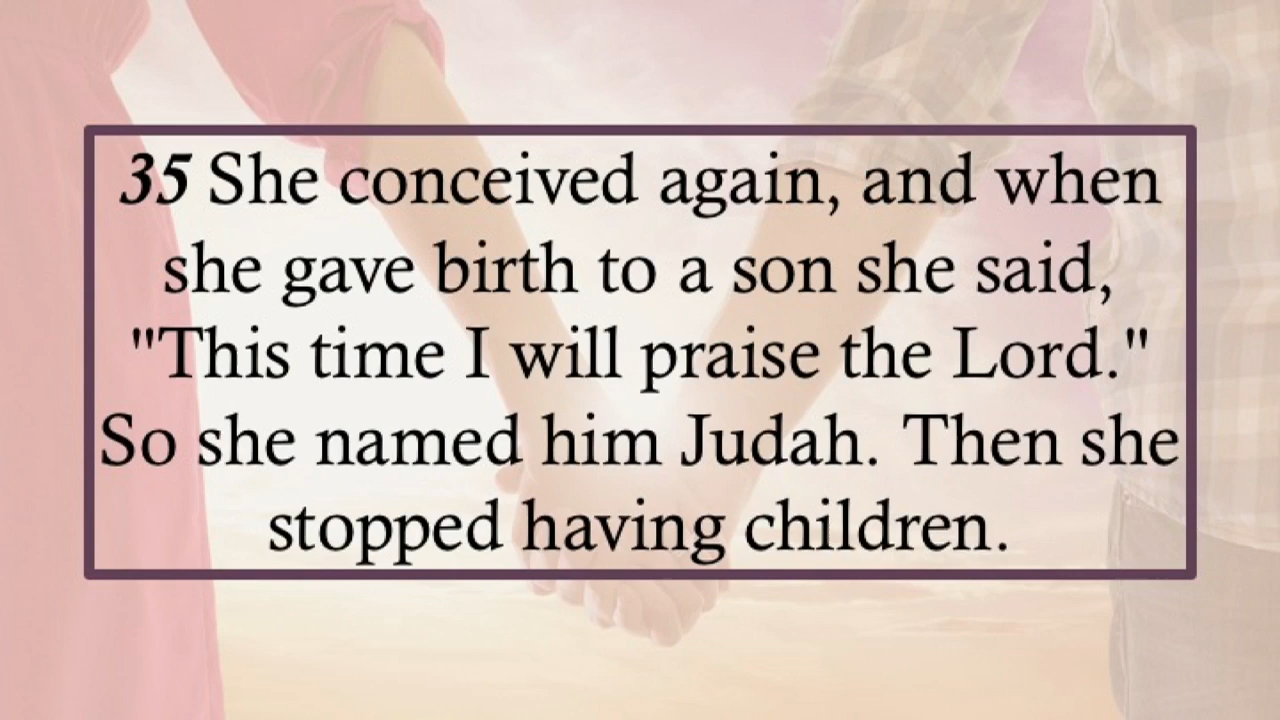 35 She conceived again, and when
she gave birth to a son she said,
"This time I will praise the Lord."
So she named him Judah. Then she
stopped having children.